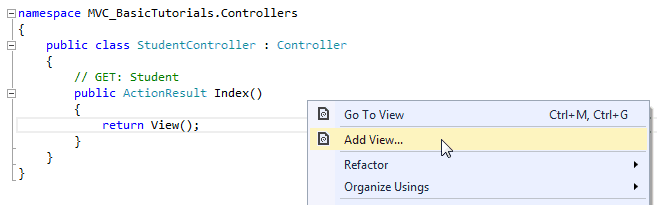 namespace MVC_BasicTutorials.Controllers
{
public class StudentController : Controller
{
// GET: Student
public ActionResult Index()
{
return View();
}
}
}
Go To View Ctrl+M, Ctrl+G
Add View...
Refactor
Organize Usings